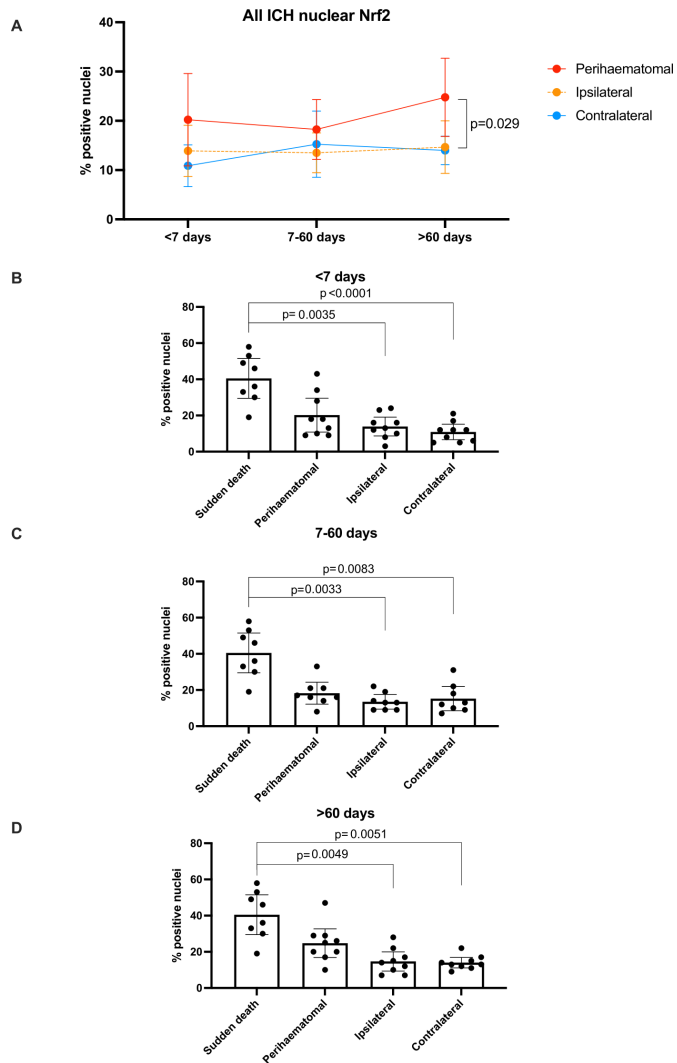 A
All ICH nuclear Nrf2
% positive nuclei
40
30
20
10
0
<7 days
7-60 days
>60 days
p=0.029
Perihaematomal
Ipsilateral
Contralateral
B
<7 days
p <0.0001
p= 0.0035
% positive nuclei
80
60
40
20
0
Sudden death
Perihaematomal
Ipsilateral
Contralateral
C
7-60 days
p=0.0083
p=0.0033
% positive nuclei
80
60
40
20
0
Sudden death
Perihaematomal
Ipsilateral
Contralateral
D
>60 days
p=0.0051
p=0.0049
% positive nuclei
80
60
40
20
0
Sudden death
Perihaematomal
Ipsilateral
Contralateral